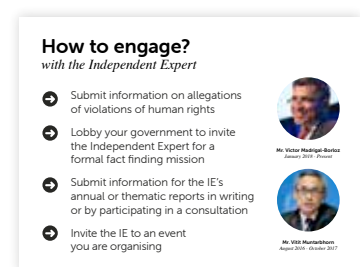 How to engage?
with the Independent Expert
Submit information on allegations
of violations of human rights
Lobby your government to invite
the Independent Expert for a
formal fact finding mission
Submit information for the IE's
annual or thematic reports in writing
or by participating in a consultation
Invite the IE to an event
you are organising
Mr. Victor Madrigal-Borloz
January 2018 - Present
Mr. Vitit Muntarbhorn
August 2016 - October 2017